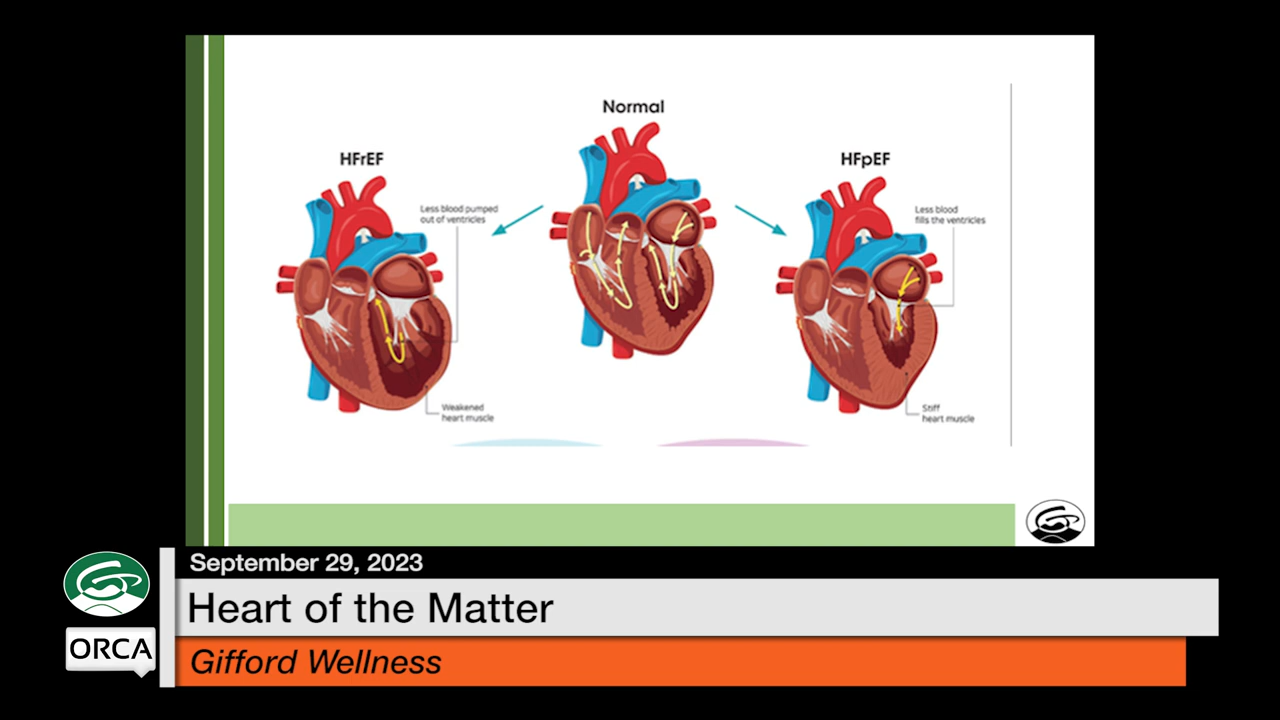 Normal
HFrEF
HFpEF
Less blood pumped
out of ventricles
Less blood
fills the ventricles
Weakened
heart muscle
Stiff
heart muscle
September 29, 2023
Heart of the Matter
ORCA
Gifford Wellness